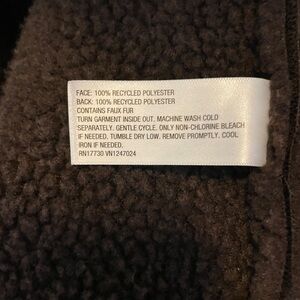 FACE: 100% RECYCLED POLYESTER
BACK: 100% RECYCLED POLYESTER
CONTAINS FAUX FUR
TURN GARMENT INSIDE OUT, MACHINE WASH COLD
SEPARATELY, GENTLE CYCLE. ONLY NON-CHLORINE BLEACH
IF NEEDED. TUMBLE DRY LOW. REMOVE PROMPTLY, COOL
IRON IF NEEDED.
RN17730 VN1247024